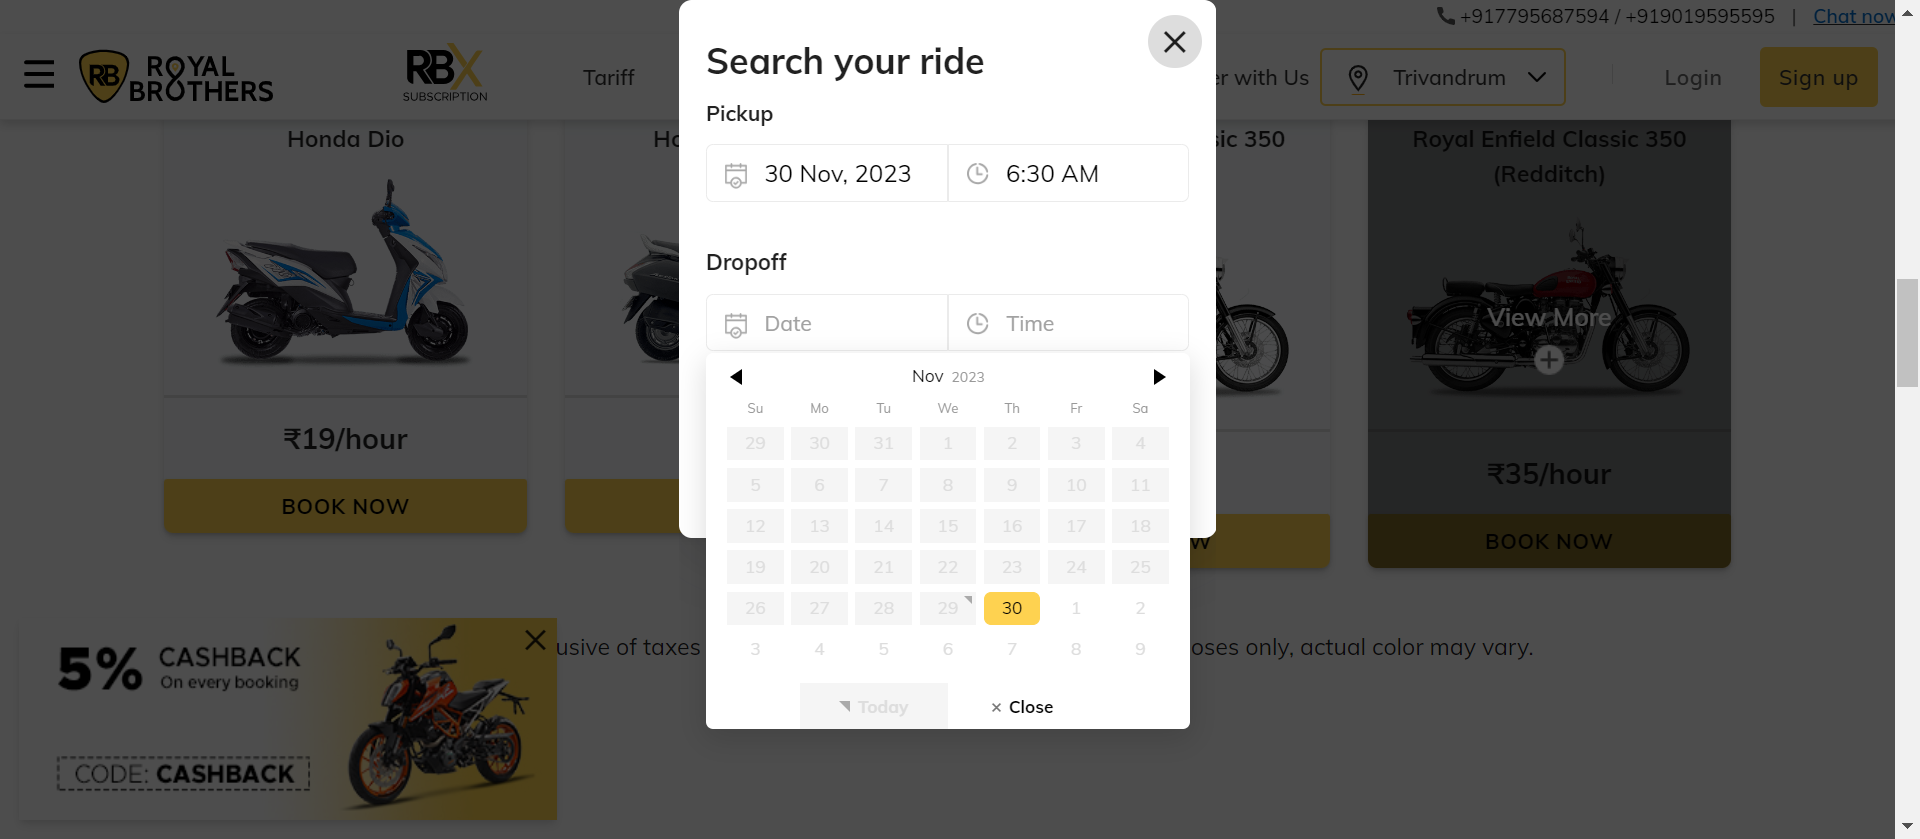 +917795687594 / +919019595595 | Chat now
ROYAL BROTHERS
RBX SUBSCRIPTION
Tariff
with Us
Trivandrum
Login
Sign up
Search your ride
Pickup
30 Nov, 2023
6:30 AM
Dropoff
Date
Time
Nov 2023
Su Mo Tu We Th Fr Sa
29 30 31 1 2 3 4
5 6 7 8 9 10 11
12 13 14 15 16 17 18
19 20 21 22 23 24 25
26 27 28 29 30 1 2
3 4 5 6 7 8 9
Today
Close
Honda Dio
₹19/hour
BOOK NOW
350
Royal Enfield Classic 350
(Redditch)
View More
₹35/hour
BOOK NOW
of taxes
only, actual color may vary.
5% CASHBACK
On every booking
CODE: CASHBACK